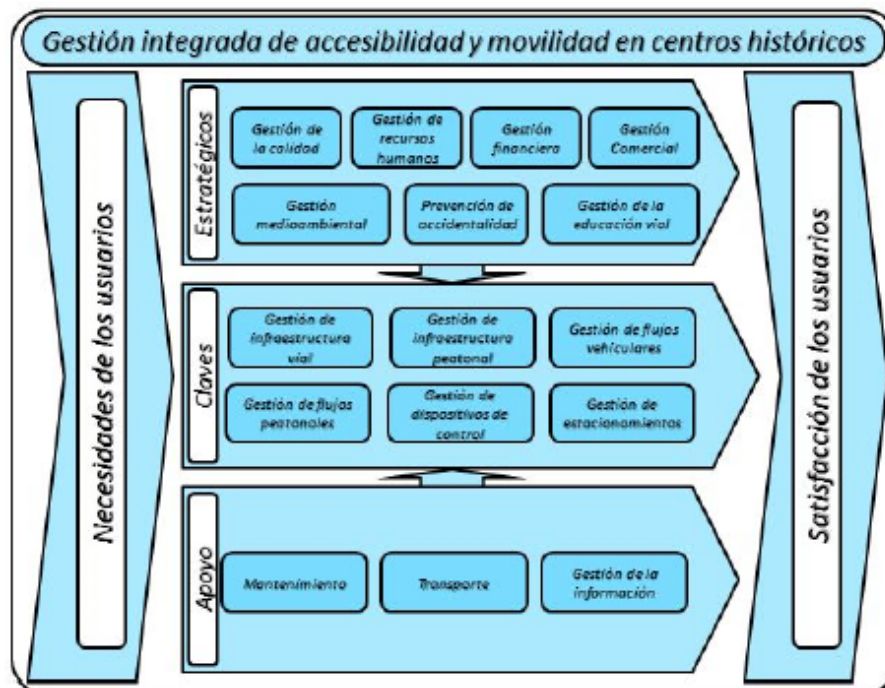 Gestión integrada de accesibilidad y movilidad en centros históricos
Necesidades de los usuarios
Estratégicos
Gestión de
la calidad
Gestión de
recursos
humanos
Gestión
financiera
Gestión
Comercial
Gestión
medioambiental
Prevención de
accidentalidad
Gestión de la
educación vial
Claves
Gestión de
infraestructura
vial
Gestión de
infraestructura
peatonal
Gestión de flujos
vehiculares
Gestión de flujos
peatonales
Gestión de
dispositivos de
control
Gestión de
estacionamientos
Apoyo
Mantenimiento
Transporte
Gestión de la
información
Satisfacción de los usuarios